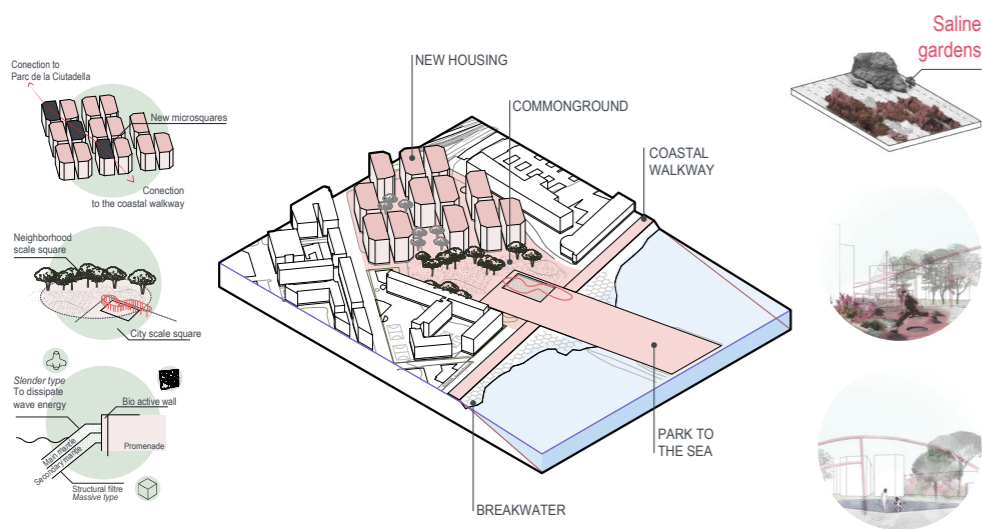 Conection to
Parc de la Ciutadella
New microsquares
Conection
to the coastal walkway
Neighborhood
scale square
City scale square
Slender type
To dissipate
wave energy
Bio active wall
Main mantle
Secondary mantle
Promenade
Structural filtre
Massive type
NEW HOUSING
COMMONGROUND
COASTAL
WALKWAY
PARK TO
THE SEA
BREAKWATER
Saline
gardens